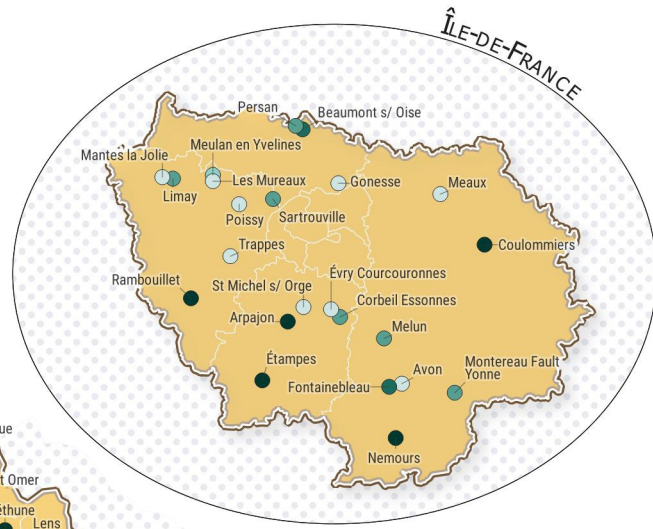 ÎLE-DE-FRANCE
Persan
Beaumont s/ Oise
Meulan en Yvelines
Mantes la Jolie
Les Mureaux
Gonesse
Meaux
Limay
Poissy
Sartrouville
Trappes
Coulommiers
Rambouillet
St Michel s/ Orge
Évry Courcouronnes
Corbeil Essonnes
Arpajon
Melun
Étampes
Montereau Fault
Yonne
Avon
Fontainebleau
Nemours
ue
t Omer
éthune
Lens